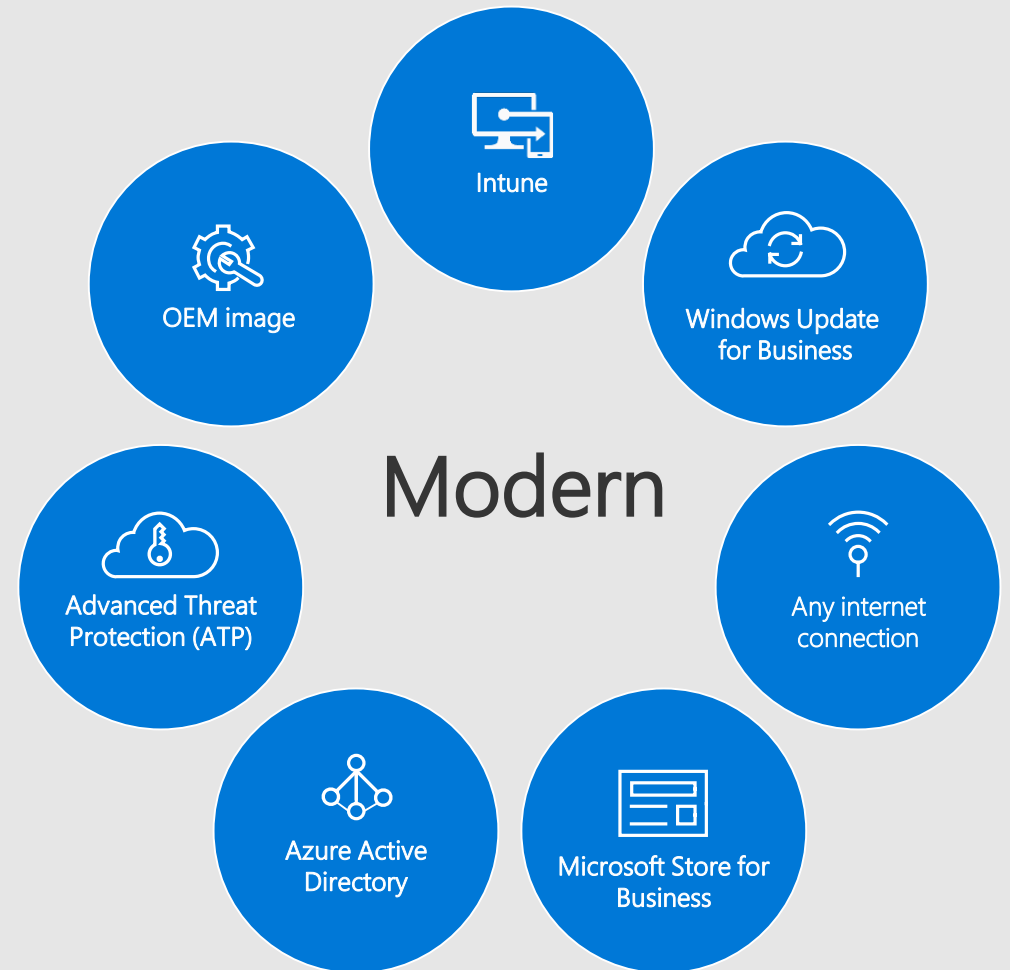 Intune
OEM image
Windows Update
for Business
Modern
Advanced Threat
Protection (ATP)
Any internet
connection
Azure Active
Directory
Microsoft Store for
Business